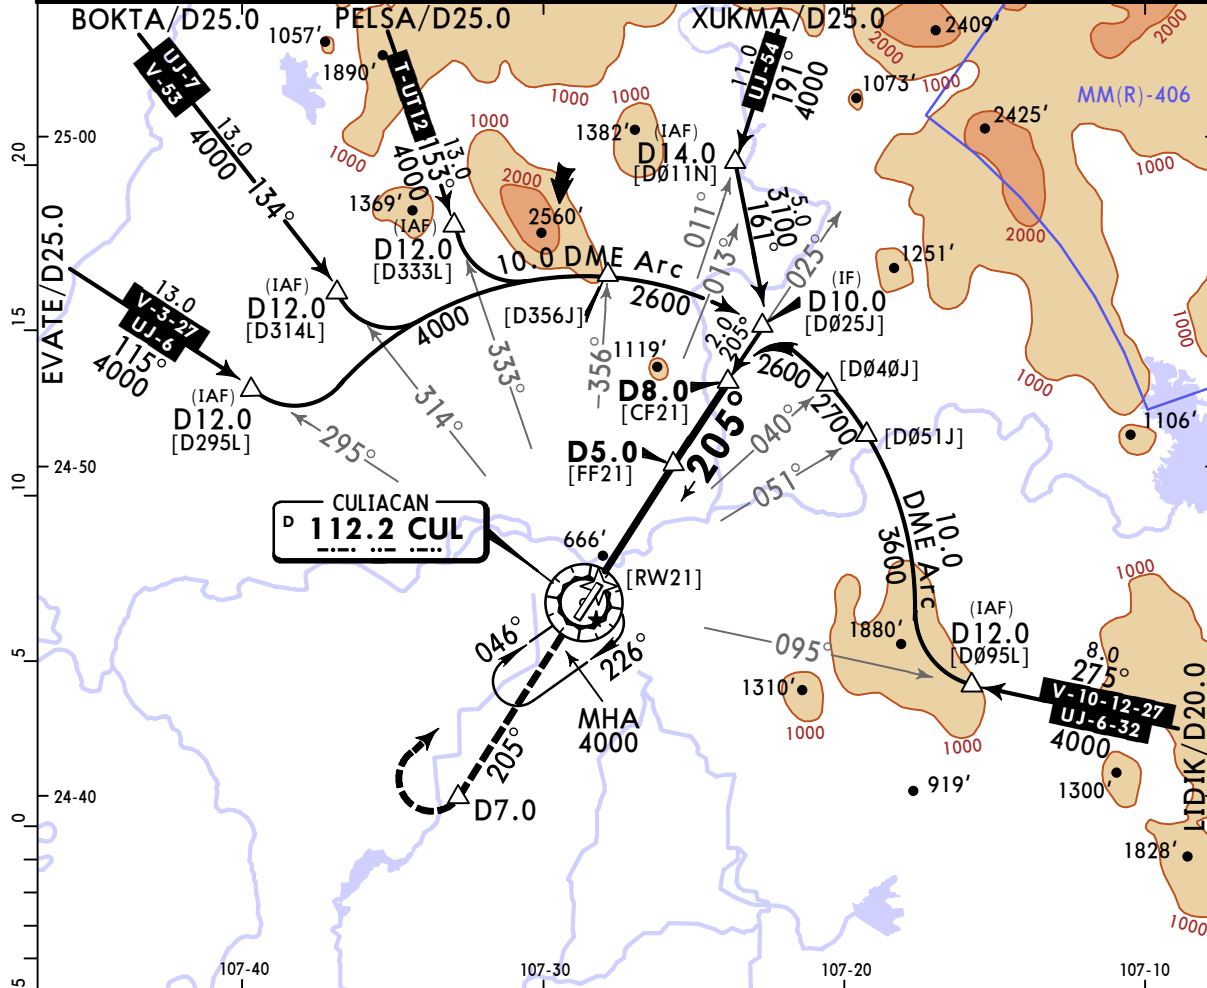 BOKTA/D25.0
PELSA/D25.0
XUKMA/D25.0
1057'
1890'
2409'
2000
2000
1000
1073'
MM(R)-406
UJ-7
V-53
T-UT12
UJ-54
11.0
191°
4000
1000
1000
1382'
2425'
25-00
20
13.0
4000
134°
1000
13.0
153°
4000
1000
(IAF)
D14.0
[DØ11N]
1000
2000
1369'
2560'
(IAF)
D12.0
[D333L]
011°
013°
5.0
3100
161°
025°
2000
1251'
EVATE/D25.0
10.0 DME Arc
2600
4000
13.0
V-3-27
UJ-6
115°
4000
(IAF)
D12.0
[D314L]
[D356J]
(IF)
D10.0
[DØ25J]
2.0
205°
1000
15
333°
356°
314°
1119'
D8.0
[CF21]
2600
[DØ40J]
1000
2700
(IAF)
D12.0
[D295L]
295°
205°
040°
[DØ51J]
1106'
D5.0
[FF21]
051°
24-50
10
CULIACAN
D 112.2 CUL
666'
[RW21]
10.0
DME Arc
3600
1000
046°
226°
1880'
(IAF)
D12.0
[DØ95L]
095°
5
1310'
1000
1000
8.0
275°
V-10-12-27
UJ-6-32
4000
LIDIK/D20.0
MHA
4000
205°
D7.0
24-40
0
919'
1300'
1828'
1000
5
107-40
107-30
107-20
107-10